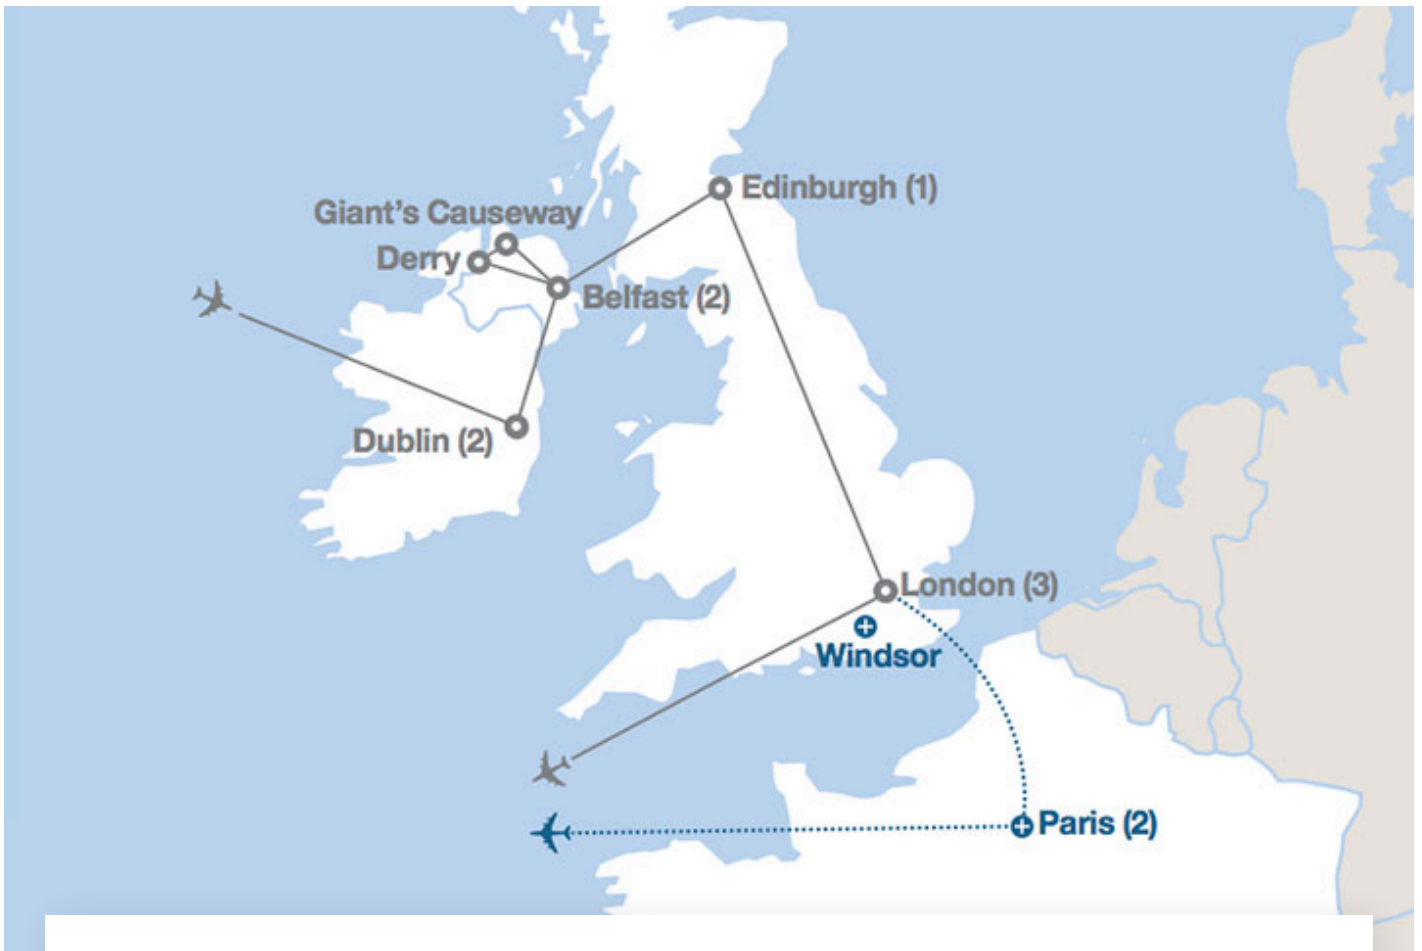 Edinburgh (1)
Giant's Causeway
Derry
Belfast (2)
Dublin (2)
London (3)
Windsor
Paris (2)